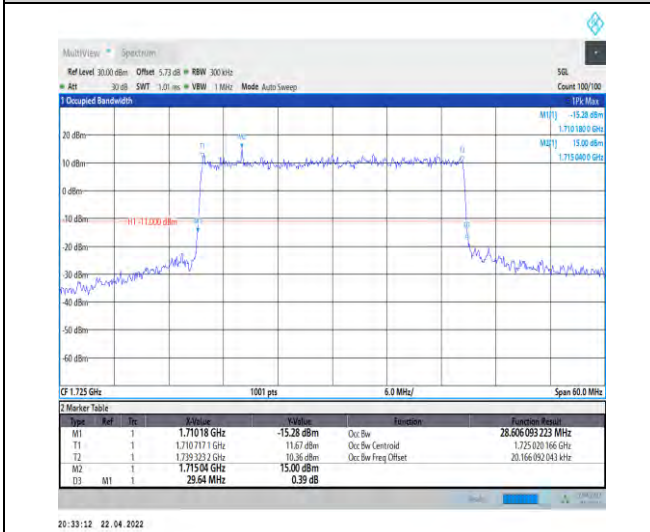 MultiView Spectrum
Ref Level 30.00 dBm Offset 5.73 dB RBW 300 kHz SGL
Att 30 dB SWT 1.01 ms VBW 1 MHz Mode Auto Sweep Count 100/100
1 Occupied Bandwidth 1Pk Max
M1[1] -15.28 dBm
1.710 180 0 GHz
M2[1] 15.00 dBm
1.715 040 0 GHz
20 dBm
M2
T1
10 dBm
0 dBm
-10 dBm
H1 -11.000 dBm
M1
-20 dBm
-30 dBm
-40 dBm
-50 dBm
-60 dBm
CF 1.725 GHz 1001 pts 6.0 MHz/ Span 60.0 MHz
2 Marker Table
Type Ref Trc X-Value Y-Value Function Function Result
M1 1 1.71018 GHz -15.28 dBm Occ Bw 28.606 093 223 MHz
T1 1 1.710 717 1 GHz 11.67 dBm Occ Bw Centroid 1.725 020 166 GHz
T2 1 1.739 323 2 GHz 10.36 dBm Occ Bw Freq Offset 20.166 092 043 kHz
M2 1 1.71504 GHz 15.00 dBm
D3 M1 1 29.64 MHz 0.39 dB
20:33:12 22.04.2022